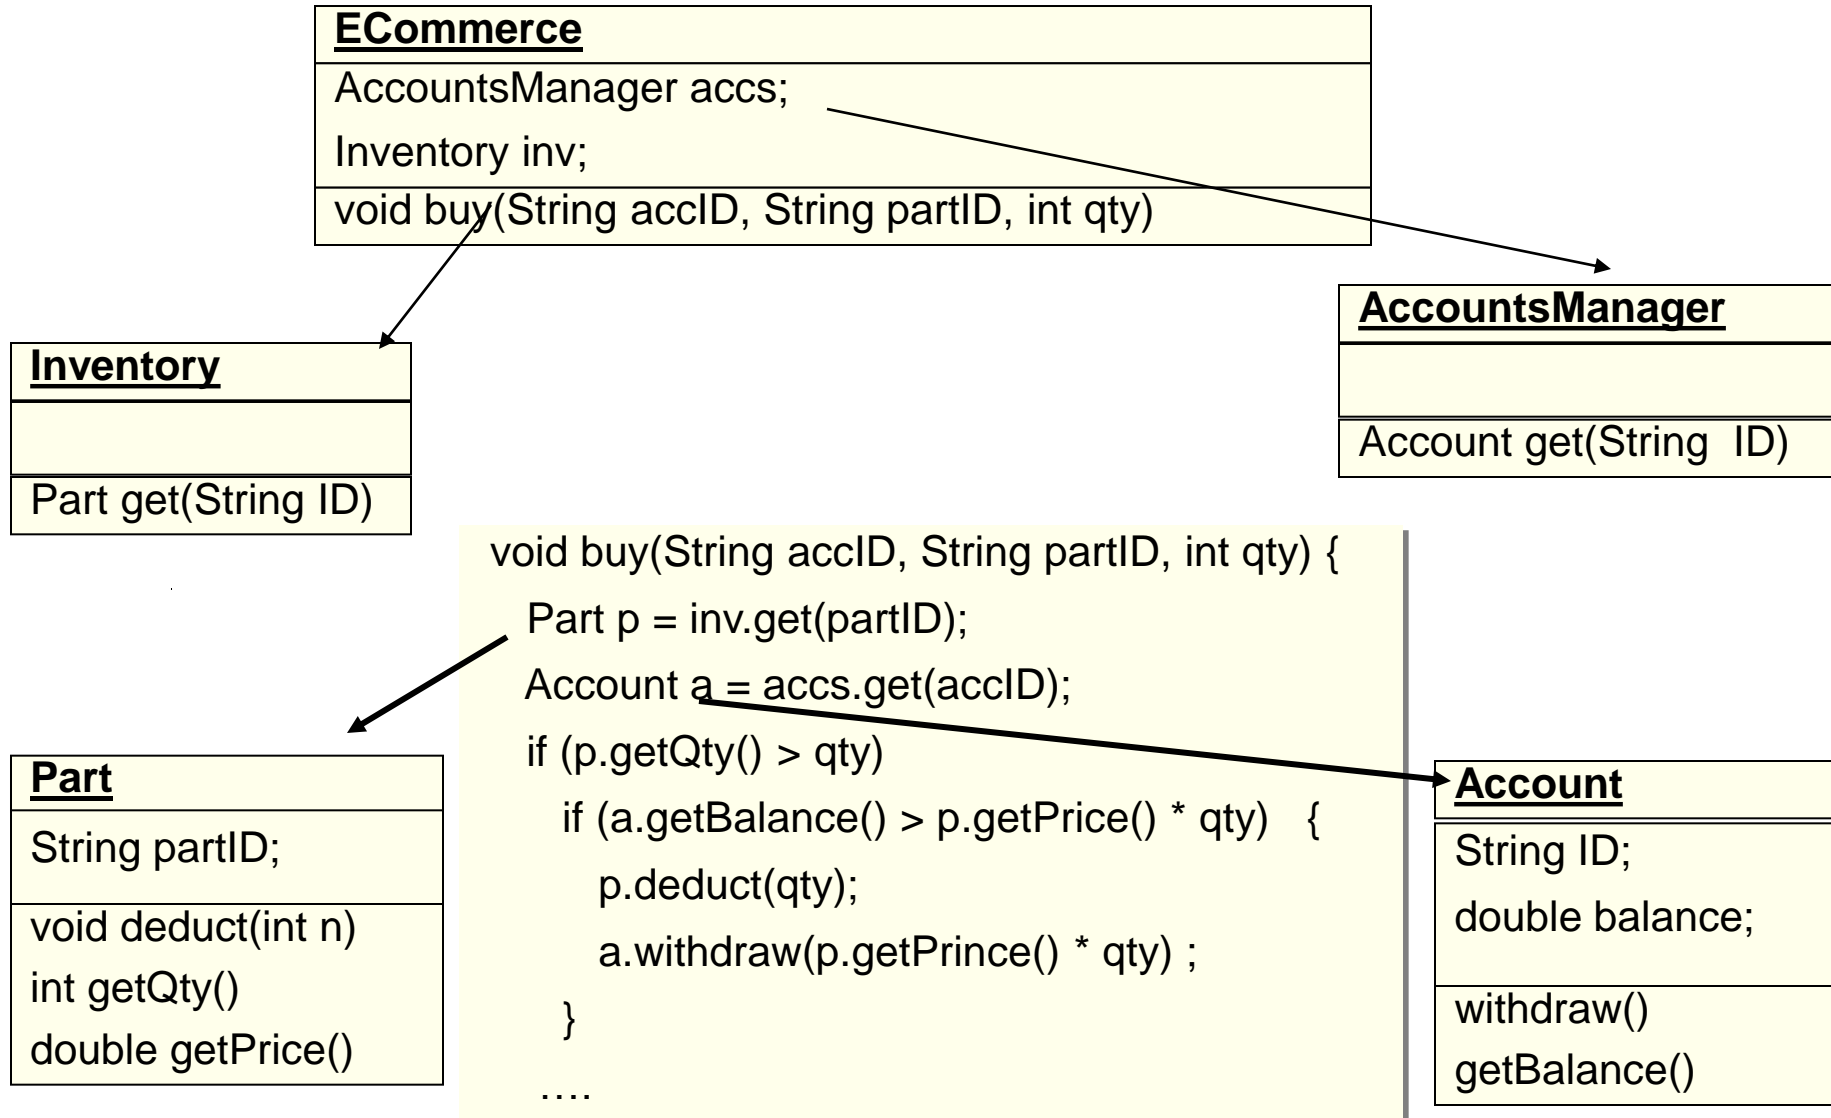 ECommerce
AccountsManager accs;
Inventory inv;
void buy(String accID, String partID, int qty)
Inventory
Part get(String ID)
AccountsManager
Account get(String  ID)
void buy(String accID, String partID, int qty) {
Part p = inv.get(partID);
Account a = accs.get(accID);
if (p.getQty() > qty)
if (a.getBalance() > p.getPrice() * qty)   {
p.deduct(qty);
a.withdraw(p.getPrince() * qty) ;
}
….
Part
String partID;
void deduct(int n)
int getQty()
double getPrice()
Account
String ID;
double balance;
withdraw()
getBalance()